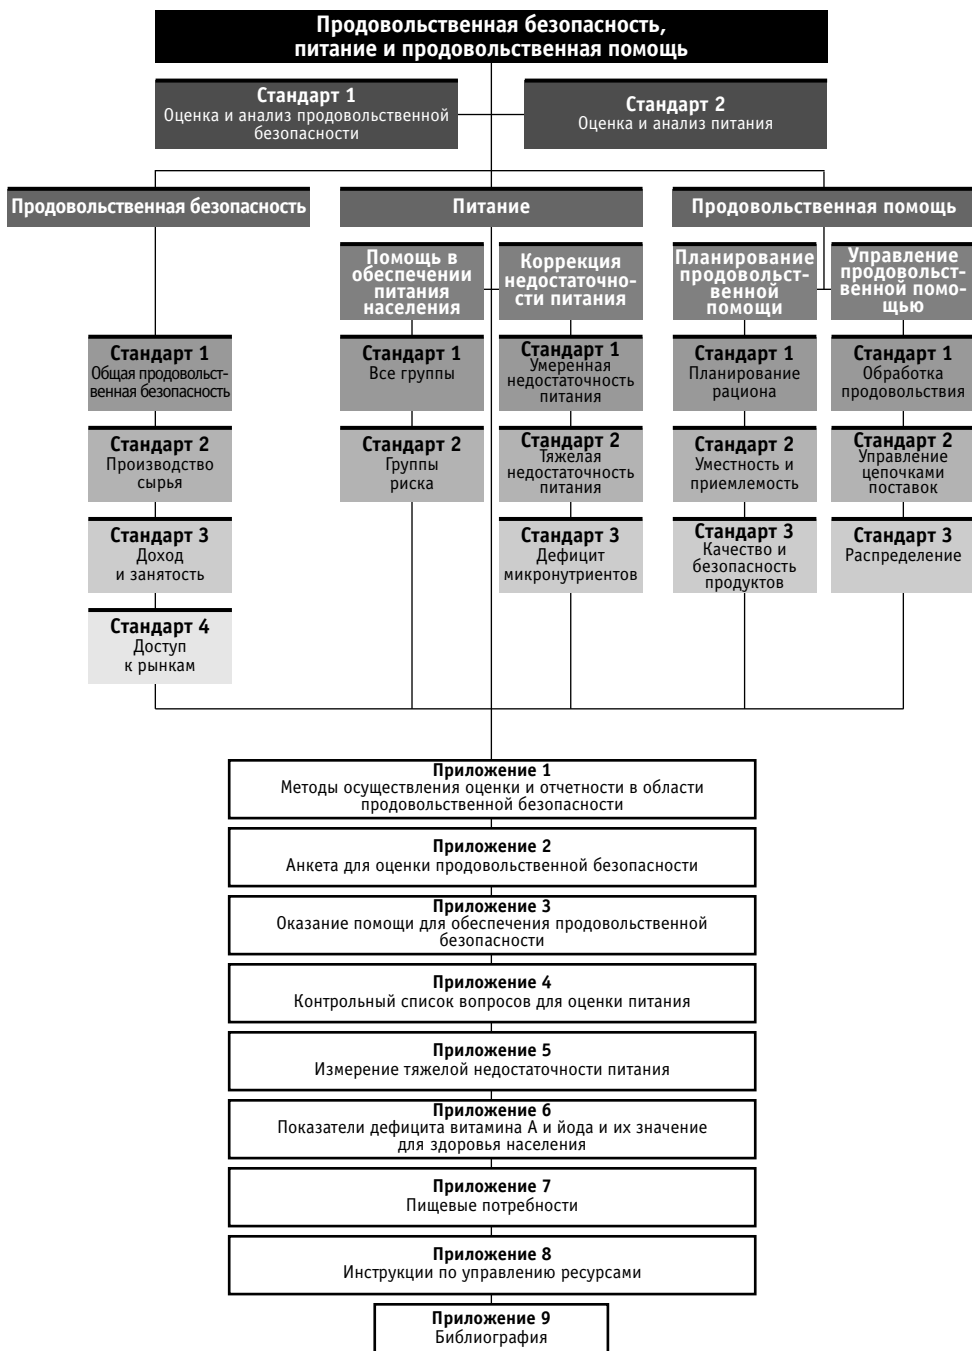 Продовольственная безопасность,
питание и продовольственная помощь
Стандарт 1
Оценка и анализ продовольственной
безопасности
Стандарт 2
Оценка и анализ питания
Продовольственная безопасность
Питание
Продовольственная помощь
Помощь в
обеспечении
питания
населения
Коррекция
недостаточно-
сти питания
Планирование
продовольст-
венной
помощи
Управление
продовольст-
венной помо-
щью
Стандарт 1
Общая продовольст-
венная безопасность
Стандарт 1
Все группы
Стандарт 1
Умеренная
недостаточность
питания
Стандарт 1
Планирование
рациона
Стандарт 1
Обработка
продовольствия
Стандарт 2
Производство
сырья
Стандарт 2
Группы
риска
Стандарт 2
Тяжелая
недостаточность
питания
Стандарт 2
Уместность и
приемлемость
Стандарт 2
Управление
цепочками
поставок
Стандарт 3
Доход
и занятость
Стандарт 3
Дефицит
микронутриентов
Стандарт 3
Качество и
безопасность
продуктов
Стандарт 3
Распределение
Стандарт 4
Доступ
к рынкам
Приложение 1
Методы осуществления оценки и отчетности в области
продовольственной безопасности
Приложение 2
Анкета для оценки продовольственной безопасности
Приложение 3
Оказание помощи для обеспечения продовольственной
безопасности
Приложение 4
Контрольный список вопросов для оценки питания
Приложение 5
Измерение тяжелой недостаточности питания
Приложение 6
Показатели дефицита витамина А и йода и их значение
для здоровья населения
Приложение 7
Пищевые потребности
Приложение 8
Инструкции по управлению ресурсами
Приложение 9
Библиография